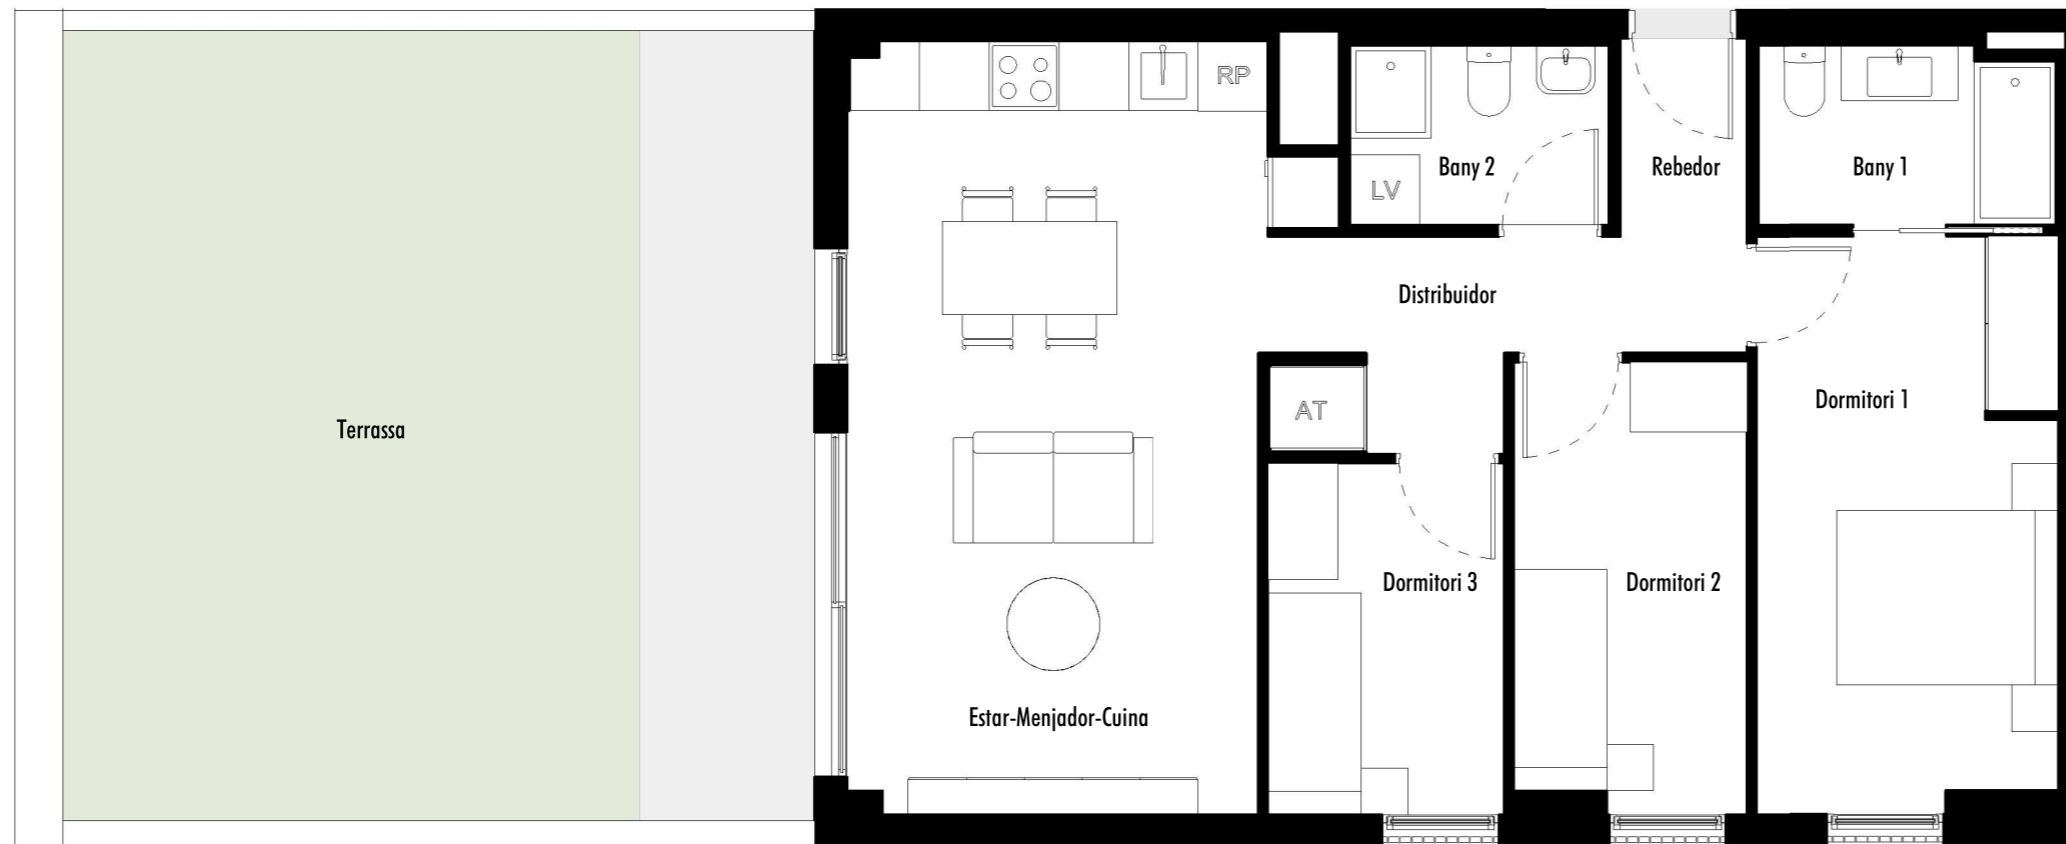 RP
Bany 2
Rebedor
Bany 1
LV
Distribuidor
Dormitori 1
AT
Terrassa
Dormitori 3
Dormitori 2
Estar-Menjador-Cuina